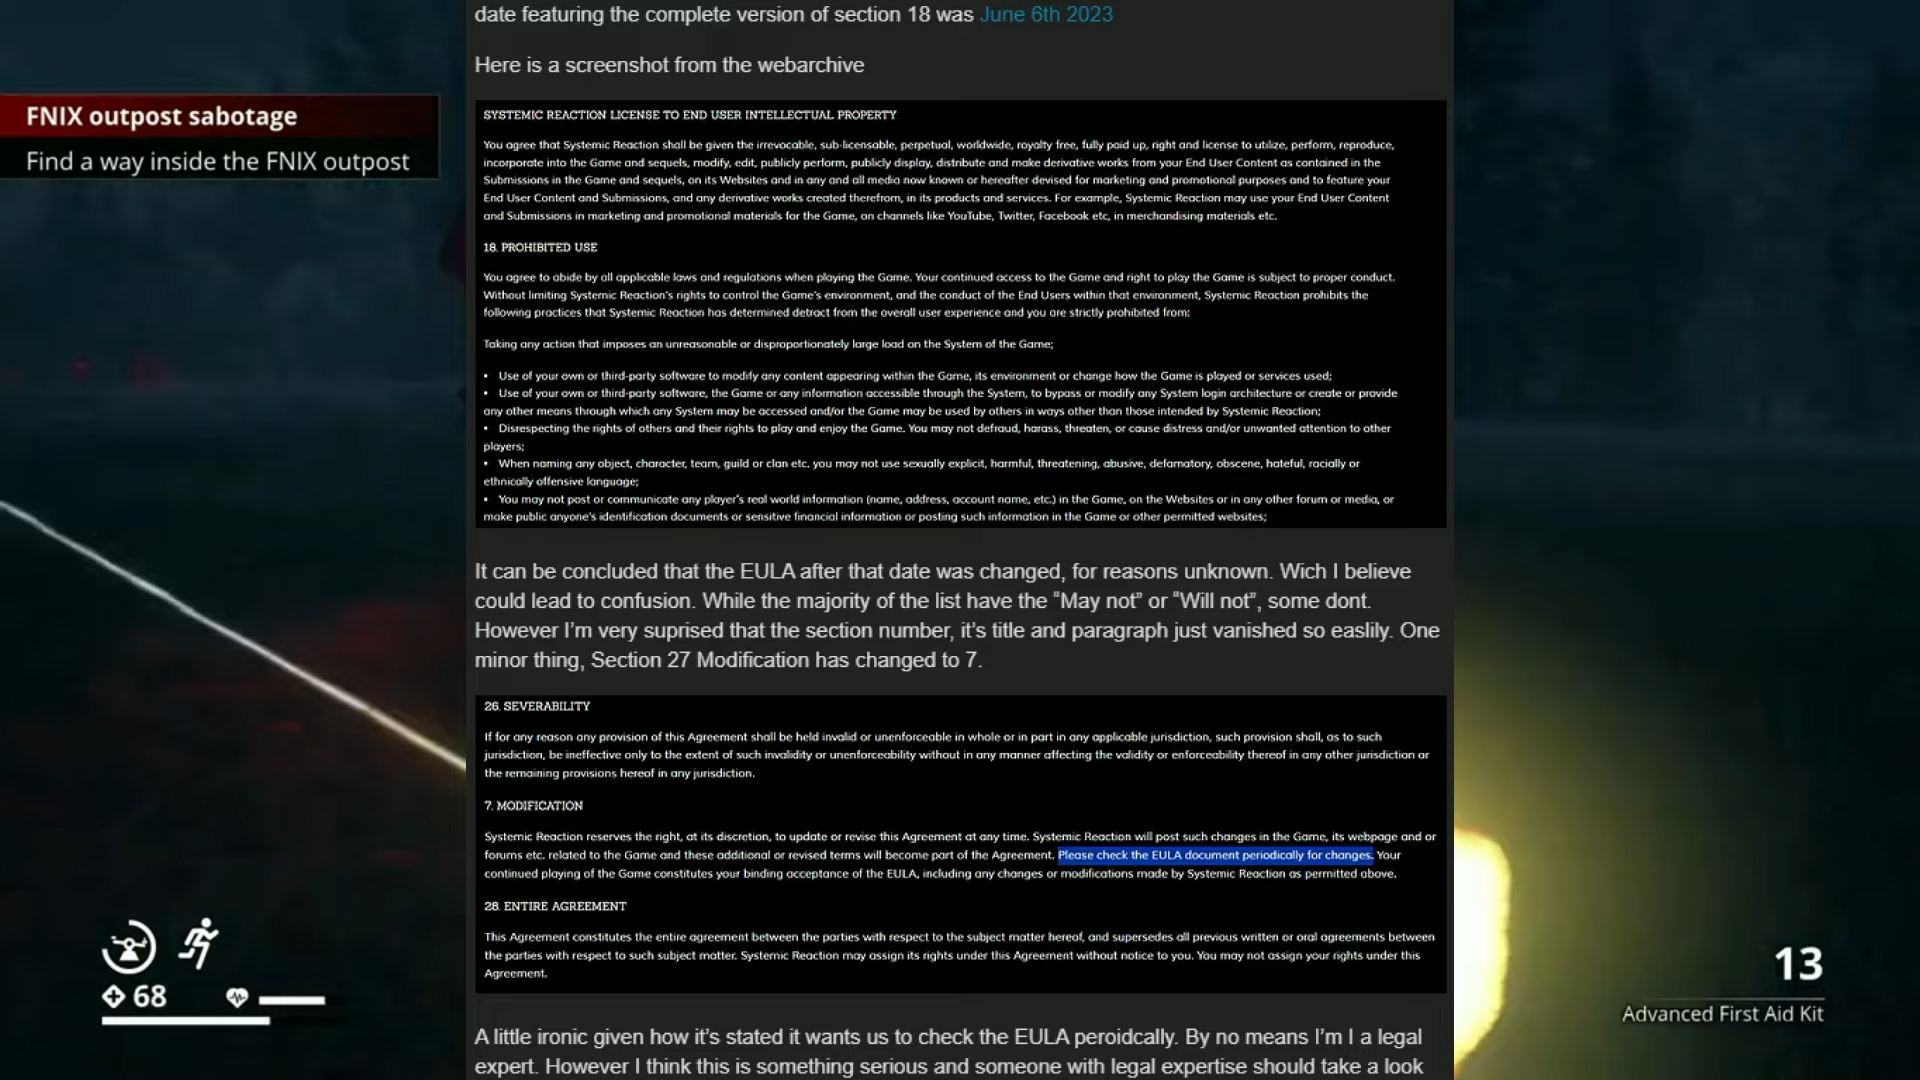 date featuring the complete version of section 18 was June 6th 2023
Here is a screenshot from the webarchive
FNIX outpost sabotage
Find a way inside the FNIX outpost
SYSTEMIC REACTION LICENSE TO END USER INTELLECTUAL PROPERTY
You agree that Systemic Reaction shall be given the irrevocable, sub-licensable, perpetual, worldwide, royalty free, fully paid up, right and license to utilize, perform, reproduce,
incorporate into the Game and sequels, modify, edit, publicly perform, publicly display, distribute and make derivative works from your End User Content as contained in the
Submissions in the Game and sequels, on its Websites and in any and all media now known or hereafter devised for marketing and promotional purposes and to feature your
End User Content and Submissions, and any derivative works created therefrom, in its products and services. For example, Systemic Reaction may use your End User Content
and Submissions in marketing and promotional materials for the Game, on channels like YouTube, Twitter, Facebook etc, in merchandising materials etc.
18. PROHIBITED USE
You agree to abide by all applicable laws and regulations when playing the Game. Your continued access to the Game and right to play the Game is subject to proper conduct.
Without limiting Systemic Reaction's rights to control the Game's environment, and the conduct of the End Users within that environment, Systemic Reaction prohibits the
following practices that Systemic Reaction has determined detract from the overall user experience and you are strictly prohibited from:
Taking any action that imposes an unreasonable or disproportionately large load on the System of the Game;
• Use of your own or third-party software to modify any content appearing within the Game, its environment or change how the Game is played or services used;
• Use of your own or third-party software, the Game or any information accessible through the System, to bypass or modify any System login architecture or create or provide
any other means through which any System may be accessed and/or the Game may be used by others in ways other than those intended by Systemic Reaction;
• Disrespecting the rights of others and their rights to play and enjoy the Game. You may not defraud, harass, threaten, or cause distress and/or unwanted attention to other
players;
• When naming any object, character, team, guild or clan etc. you may not use sexually explicit, harmful, threatening, abusive, defamatory, obscene, hateful, racially or
ethnically offensive language;
• You may not post or communicate any player's real world information (name, address, account name, etc.) in the Game, on the Websites or in any other forum or media, or
make public anyone's identification documents or sensitive financial information or posting such information in the Game or other permitted websites;
It can be concluded that the EULA after that date was changed, for reasons unknown. Wich I believe
could lead to confusion. While the majority of the list have the “May not” or “Will not”, some dont.
However I'm very suprised that the section number, it's title and paragraph just vanished so easlily. One
minor thing, Section 27 Modification has changed to 7.
26. SEVERABILITY
If for any reason any provision of this Agreement shall be held invalid or unenforceable in whole or in part in any applicable jurisdiction, such provision shall, as to such
jurisdiction, be ineffective only to the extent of such invalidity or unenforceability without in any manner affecting the validity or enforceability thereof in any other jurisdiction or
the remaining provisions hereof in any jurisdiction.
7. MODIFICATION
Systemic Reaction reserves the right, at its discretion, to update or revise this Agreement at any time. Systemic Reaction will post such changes in the Game, its webpage and or
forums etc. related to the Game and these additional or revised terms will become part of the Agreement. Please check the EULA document periodically for changes. Your
continued playing of the Game constitutes your binding acceptance of the EULA, including any changes or modifications made by Systemic Reaction as permitted above.
28. ENTIRE AGREEMENT
This Agreement constitutes the entire agreement between the parties with respect to the subject matter hereof, and supersedes all previous written or oral agreements between
the parties with respect to such subject matter. Systemic Reaction may assign its rights under this Agreement without notice to you. You may not assign your rights under this
Agreement.
68
13
Advanced First Aid Kit
A little ironic given how it's stated it wants us to check the EULA peroidcally. By no means I'm I a legal
expert. However I think this is something serious and someone with legal expertise should take a look